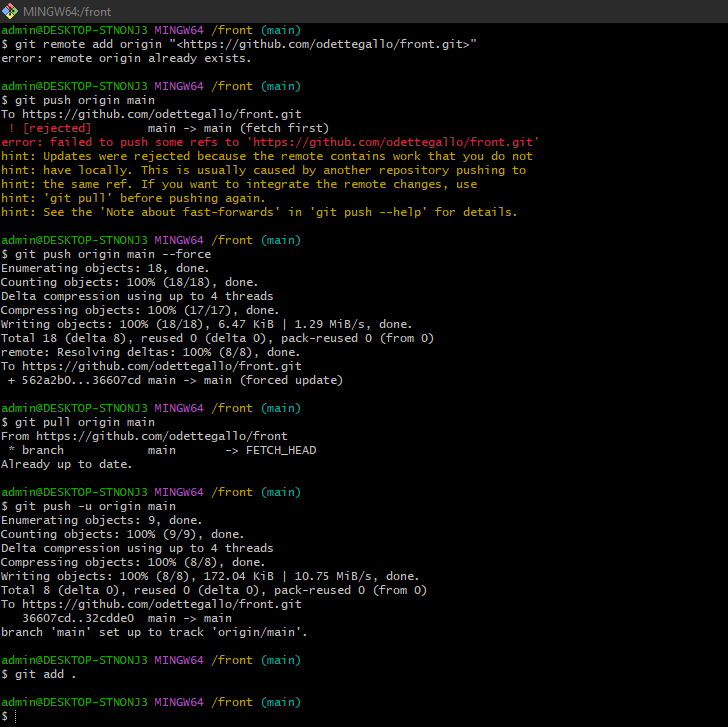 MINGW64:/front
admin@DESKTOP-STNONJ3 MINGW64 /front (main)
$ git remote add origin "<https://github.com/odettegallo/front.git>"
error: remote origin already exists.
admin@DESKTOP-STNONJ3 MINGW64 /front (main)
$ git push origin main
To https://github.com/odettegallo/front.git
 ! [rejected]        main -> main (fetch first)
error: failed to push some refs to 'https://github.com/odettegallo/front.git'
hint: Updates were rejected because the remote contains work that you do not
hint: have locally. This is usually caused by another repository pushing to
hint: the same ref. If you want to integrate the remote changes, use
hint: 'git pull' before pushing again.
hint: See the 'Note about fast-forwards' in 'git push --help' for details.
admin@DESKTOP-STNONJ3 MINGW64 /front (main)
$ git push origin main --force
Enumerating objects: 18, done.
Counting objects: 100% (18/18), done.
Delta compression using up to 4 threads
Compressing objects: 100% (17/17), done.
Writing objects: 100% (18/18), 6.47 KiB | 1.29 MiB/s, done.
Total 18 (delta 8), reused 0 (delta 0), pack-reused 0 (from 0)
remote: Resolving deltas: 100% (8/8), done.
To https://github.com/odettegallo/front.git
 + 562a2b0...36607cd main -> main (forced update)
admin@DESKTOP-STNONJ3 MINGW64 /front (main)
$ git pull origin main
From https://github.com/odettegallo/front
 * branch            main       -> FETCH_HEAD
Already up to date.
admin@DESKTOP-STNONJ3 MINGW64 /front (main)
$ git push -u origin main
Enumerating objects: 9, done.
Counting objects: 100% (9/9), done.
Delta compression using up to 4 threads
Compressing objects: 100% (8/8), done.
Writing objects: 100% (8/8), 172.04 KiB | 10.75 MiB/s, done.
Total 8 (delta 0), reused 0 (delta 0), pack-reused 0 (from 0)
To https://github.com/odettegallo/front.git
   36607cd..32cdde0  main -> main
branch 'main' set up to track 'origin/main'.
admin@DESKTOP-STNONJ3 MINGW64 /front (main)
$ git add .
admin@DESKTOP-STNONJ3 MINGW64 /front (main)
$